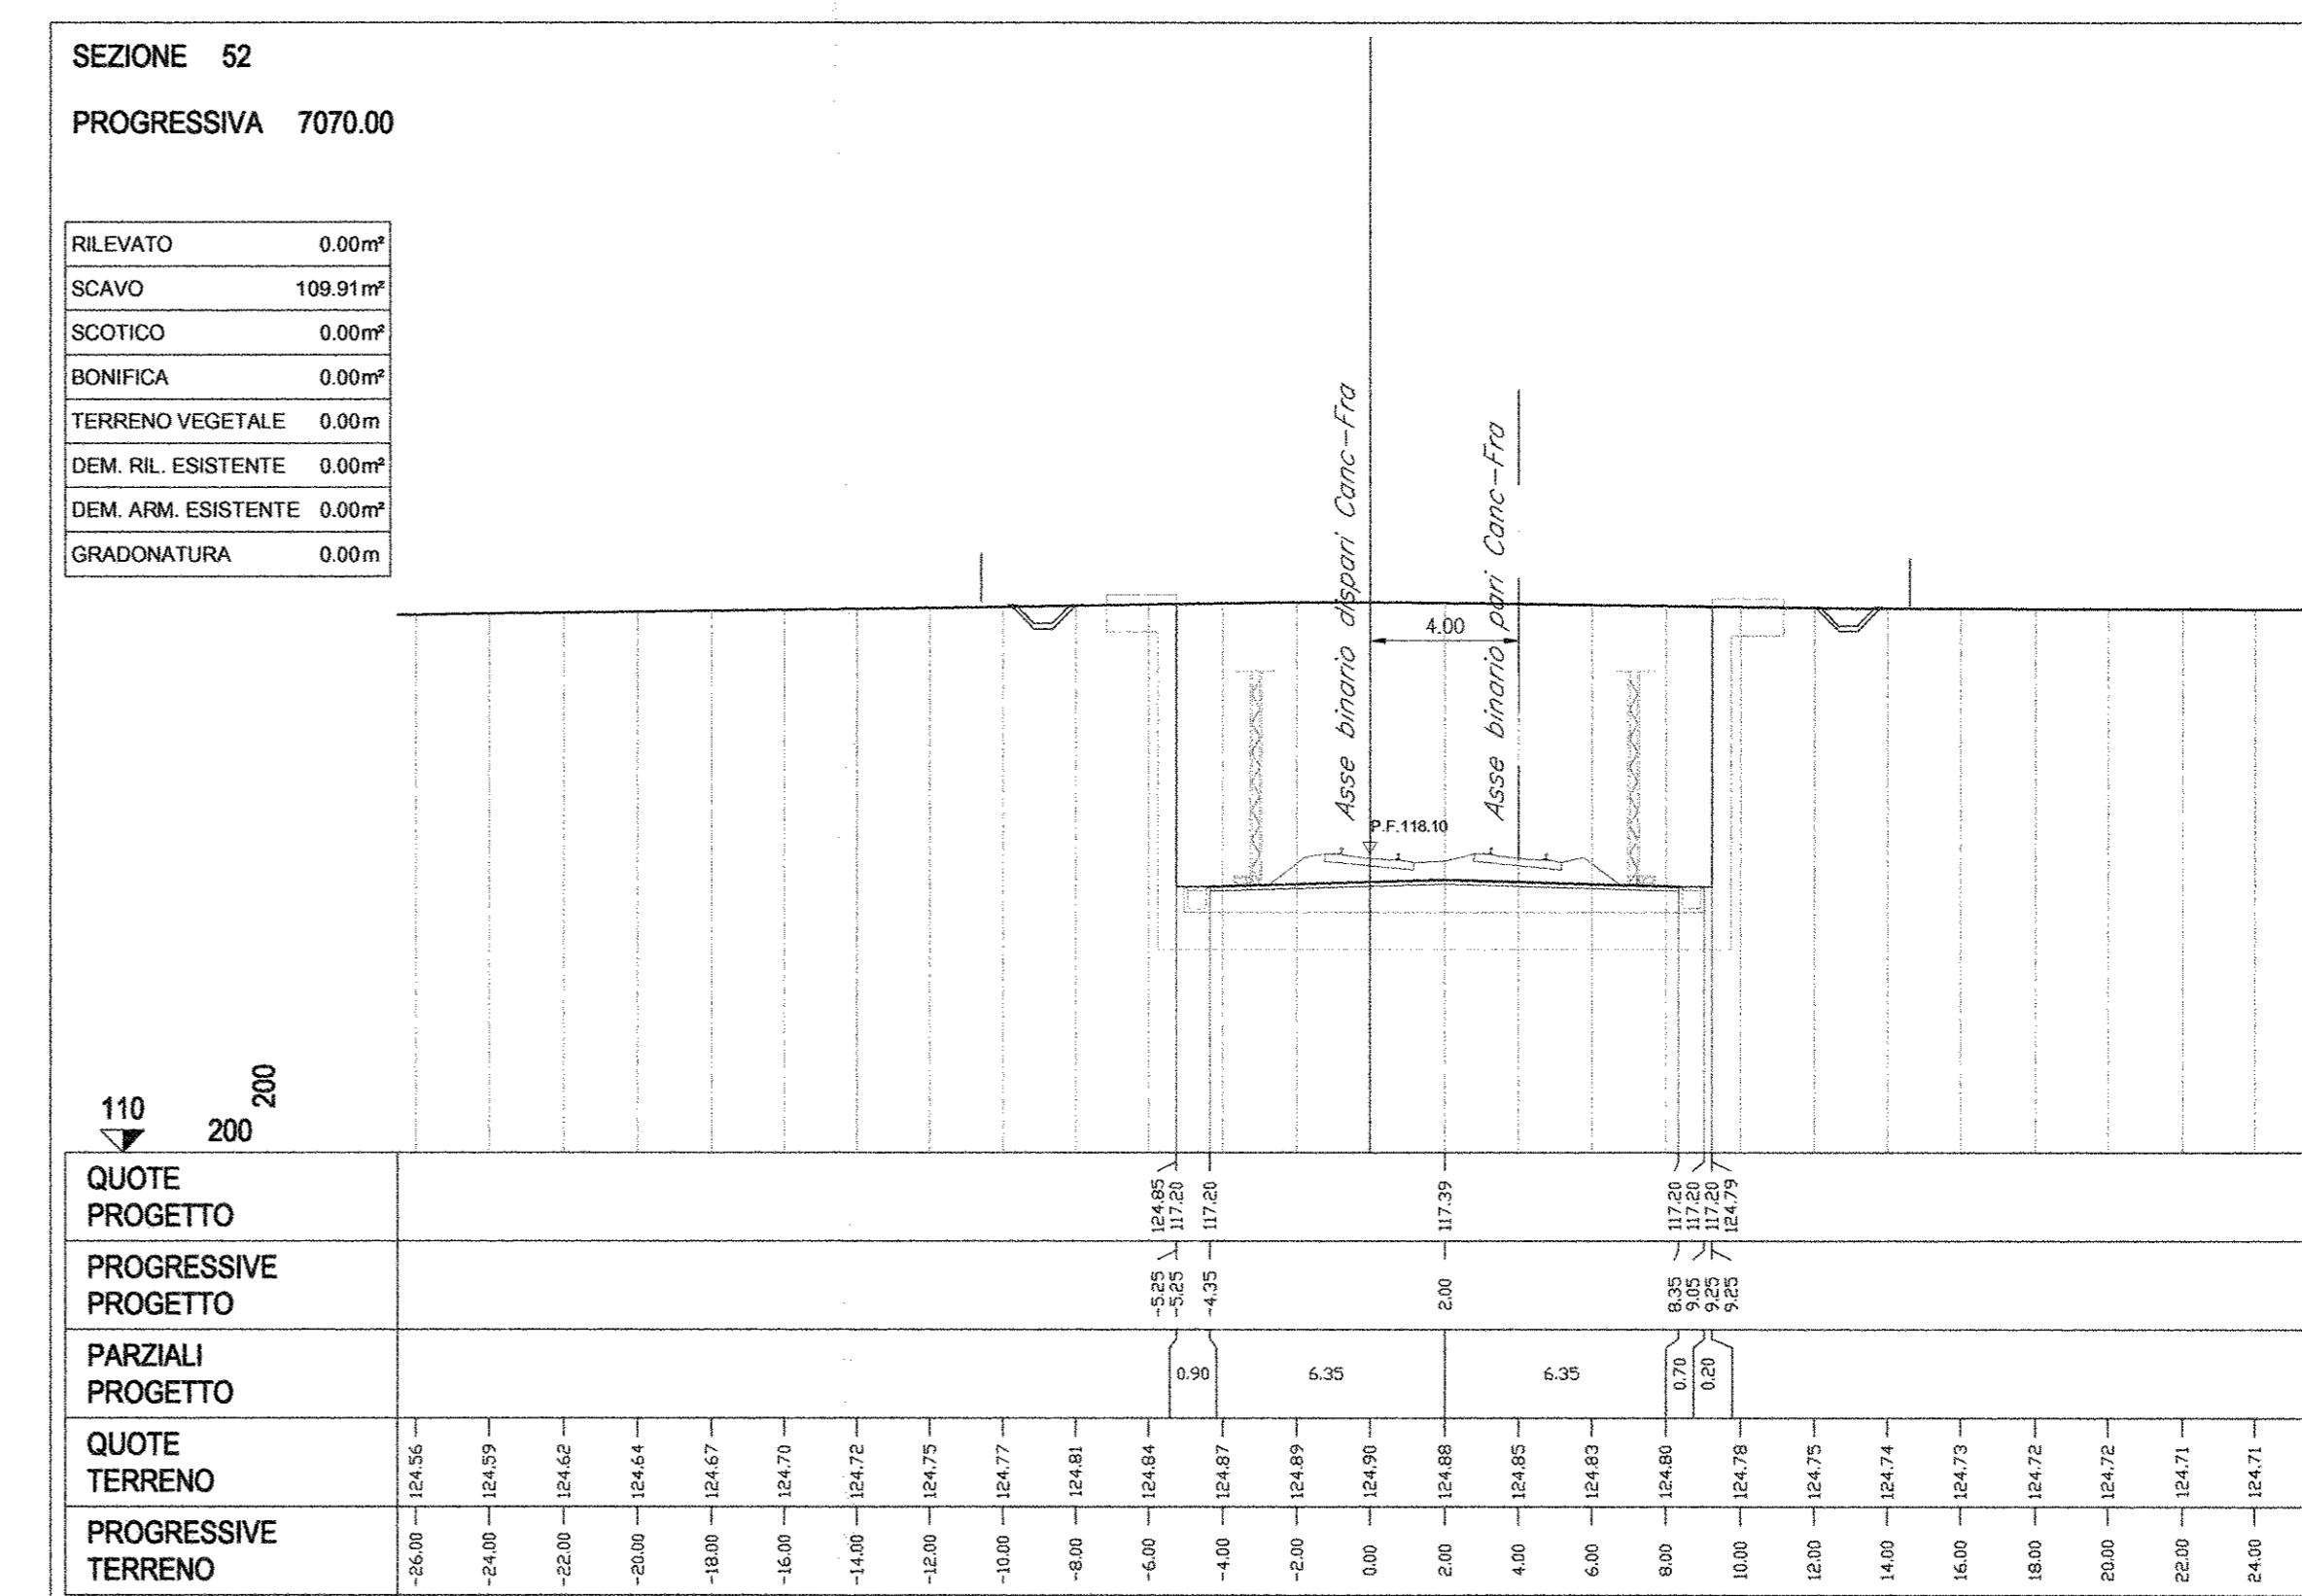 SEZIONE 52
PROGRESSIVA 7070.00
RILEVATO 0.00m²
SCAVO 109.91m²
SCOTICO 0.00m²
BONIFICA 0.00m²
TERRENO VEGETALE 0.00m
DEM. RIL. ESISTENTE 0.00m²
DEM. ARM. ESISTENTE 0.00m²
GRADONATURA 0.00m
Asse binario dispari Canc-Fra
Asse binario pari Canc-Fra
4.00
P.F.118.10
110
200
200
QUOTE
PROGETTO
124.85 117.20 117.20 117.39 117.20 117.20 117.20 124.79
PROGRESSIVE
PROGETTO
-5.25 -5.25 -4.35 2.00 8.35 9.05 9.25 9.25
PARZIALI
PROGETTO
0.90 6.35 6.35 0.70 0.20
QUOTE
TERRENO
124.56 124.59 124.62 124.64 124.67 124.70 124.72 124.75 124.77 124.81 124.84 124.87 124.89 124.90 124.88 124.85 124.83 124.80 124.78 124.75 124.74 124.73 124.72 124.72 124.71 124.71
PROGRESSIVE
TERRENO
-26.00 -24.00 -22.00 -20.00 -18.00 -16.00 -14.00 -12.00 -10.00 -8.00 -6.00 -4.00 -2.00 0.00 2.00 4.00 6.00 8.00 10.00 12.00 14.00 16.00 18.00 20.00 22.00 24.00